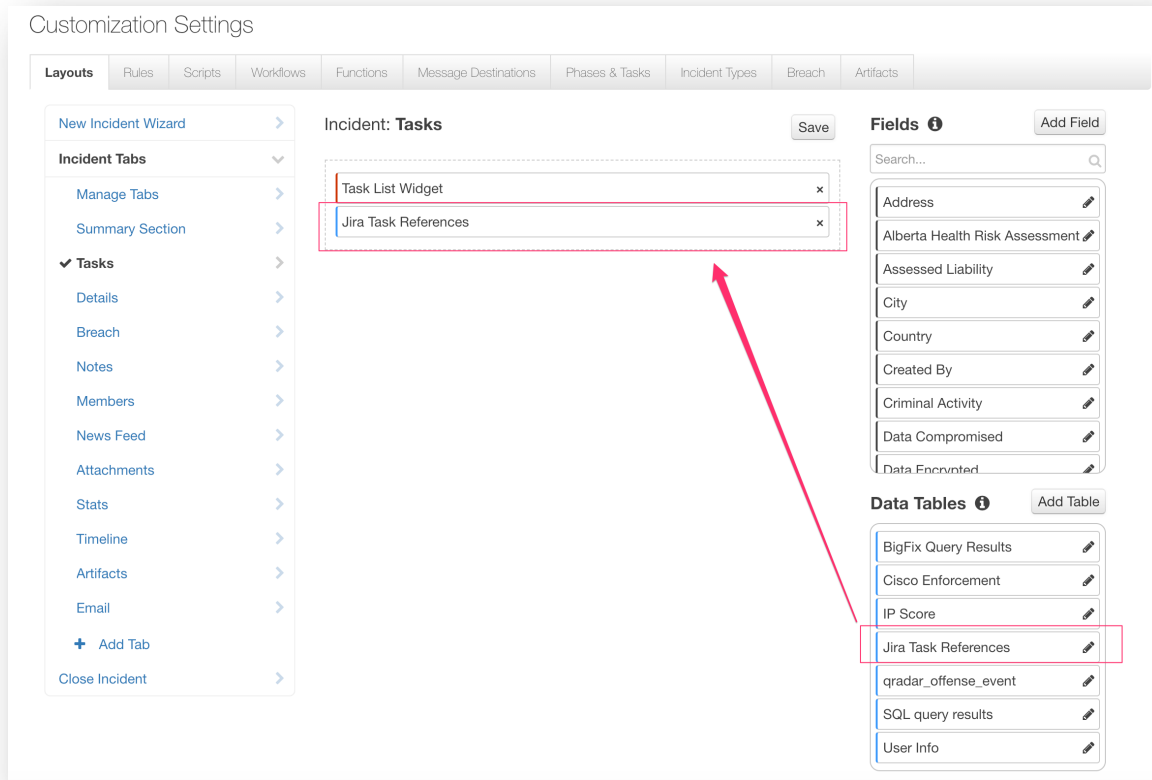 Customization Settings
Layouts
Rules
Scripts
Workflows
Functions
Message Destinations
Phases & Tasks
Incident Types
Breach
Artifacts
New Incident Wizard
Incident Tabs
Manage Tabs
Summary Section
Tasks
Details
Breach
Notes
Members
News Feed
Attachments
Stats
Timeline
Artifacts
Email
Add Tab
Close Incident
Incident: Tasks
Save
Task List Widget
Jira Task References
Fields
Add Field
Search...
Address
Alberta Health Risk Assessment
Assessed Liability
City
Country
Created By
Criminal Activity
Data Compromised
Data Encrypted
Data Tables
Add Table
BigFix Query Results
Cisco Enforcement
IP Score
Jira Task References
qradar_offense_event
SQL query results
User Info